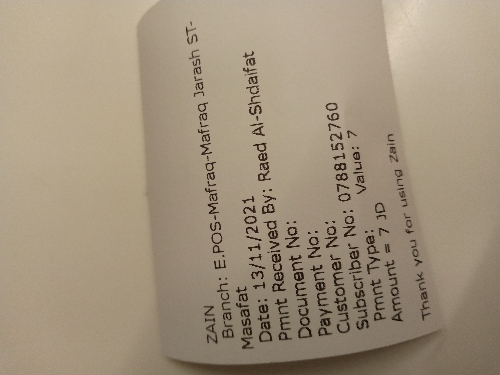 ZAIN
Branch: E.POS-Mafraq-Mafraq Jarash ST-
Masafat
Date: 13/11/2021
Pmnt Received By: Raed Al-Shdaifat
Document No:
Payment No:
Customer No:
Subscriber No: 0788152760
Pmnt Type: Value: 7
Amount = 7 JD
Thank you for using Zain